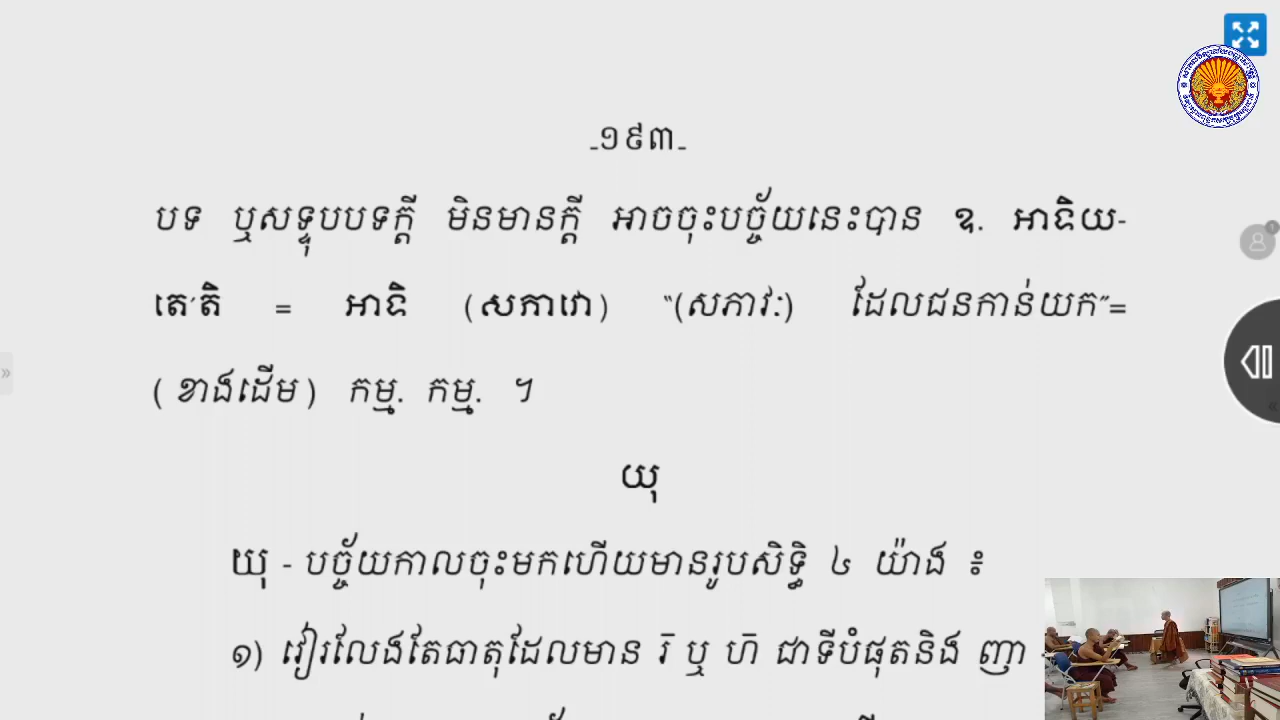 -១៩៣-
បទ ឬសទ្ទុបបទក្ដី មិនមានក្ដី អាចចុះបច្ច័យនេះបាន ឧ. អាទិយ-
តេ´តិ = អាទិ (សភាវោ) “(សភាវៈ) ដែលជនកាន់យក”=
(ខាងដើម) កម្ម. កម្ម. ។
យុ
យុ - បច្ច័យកាលចុះមកហើយមានរូបសិទ្ធិ ៤ យ៉ាង ៖
១) វៀរលែងតែធាតុដែលមាន រ៑ ឬ ហ៑ ជាទីបំផុតនិង ញា